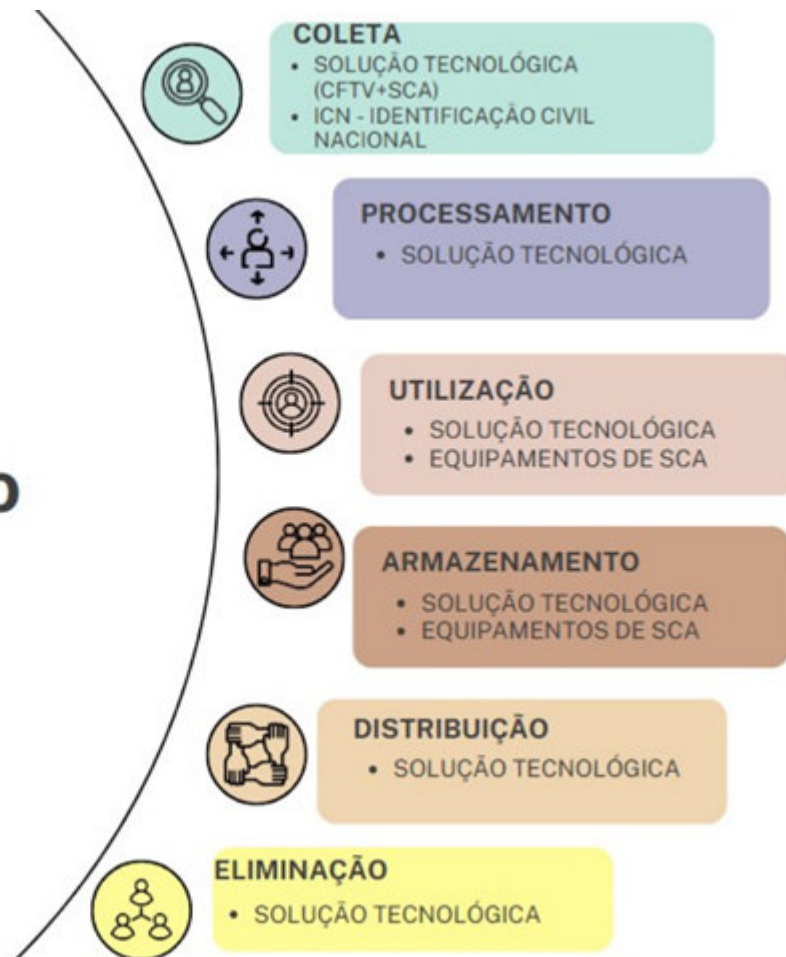 COLETA
• SOLUÇÃO TECNOLÓGICA
(CFTV+SCA)
• ICN - IDENTIFICAÇÃO CIVIL
NACIONAL
PROCESSAMENTO
• SOLUÇÃO TECNOLÓGICA
UTILIZAÇÃO
• SOLUÇÃO TECNOLÓGICA
• EQUIPAMENTOS DE SCA
ARMAZENAMENTO
• SOLUÇÃO TECNOLÓGICA
• EQUIPAMENTOS DE SCA
DISTRIBUIÇÃO
• SOLUÇÃO TECNOLÓGICA
ELIMINAÇÃO
• SOLUÇÃO TECNOLÓGICA